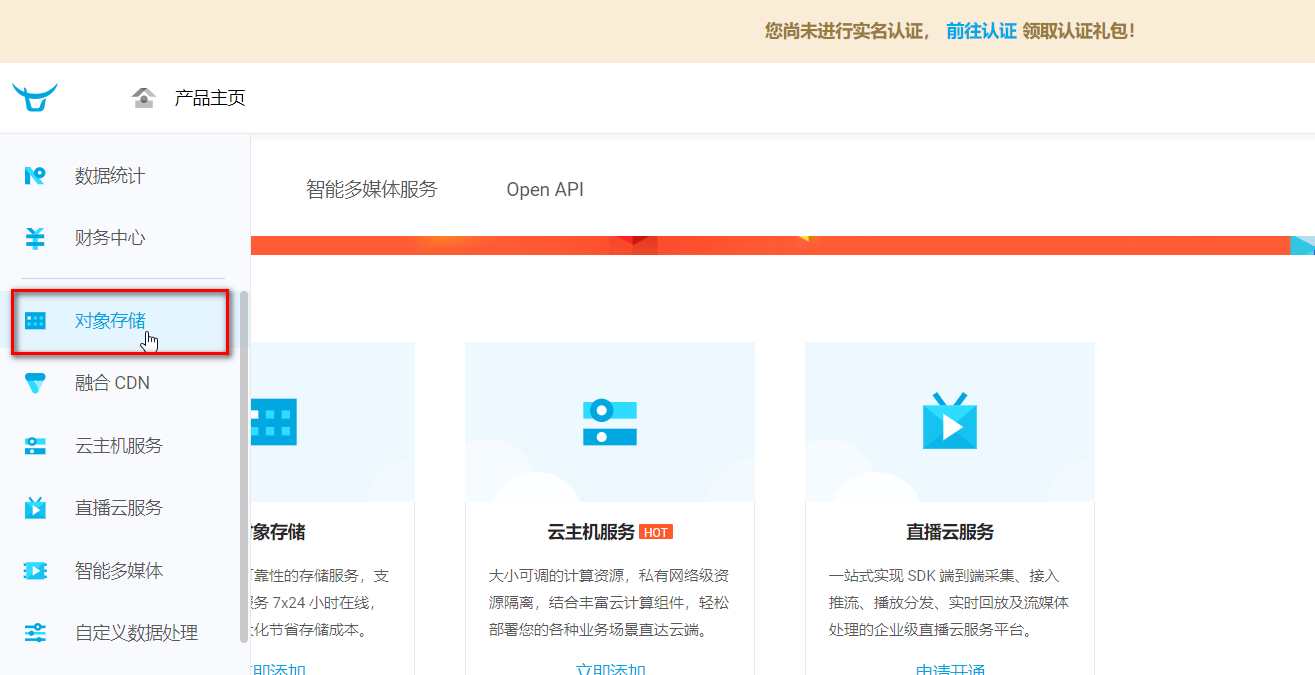 您尚未进行实名认证， 前往认证 领取认证礼包！
产品主页
数据统计
财务中心
对象存储
融合 CDN
云主机服务
直播云服务
智能多媒体
自定义数据处理
智能多媒体服务 Open API
象存储
靠性的存储服务，支
务 7x24 小时在线，
化节省存储成本。
即添加
云主机服务 HOT
大小可调的计算资源，私有网络级资
源隔离，结合丰富云计算组件，轻松
部署您的各种业务场景直达云端。
立即添加
直播云服务
一站式实现 SDK 端到端采集、接入
推流、播放分发、实时回放及流媒体
处理的企业级直播云服务平台。
申请开通